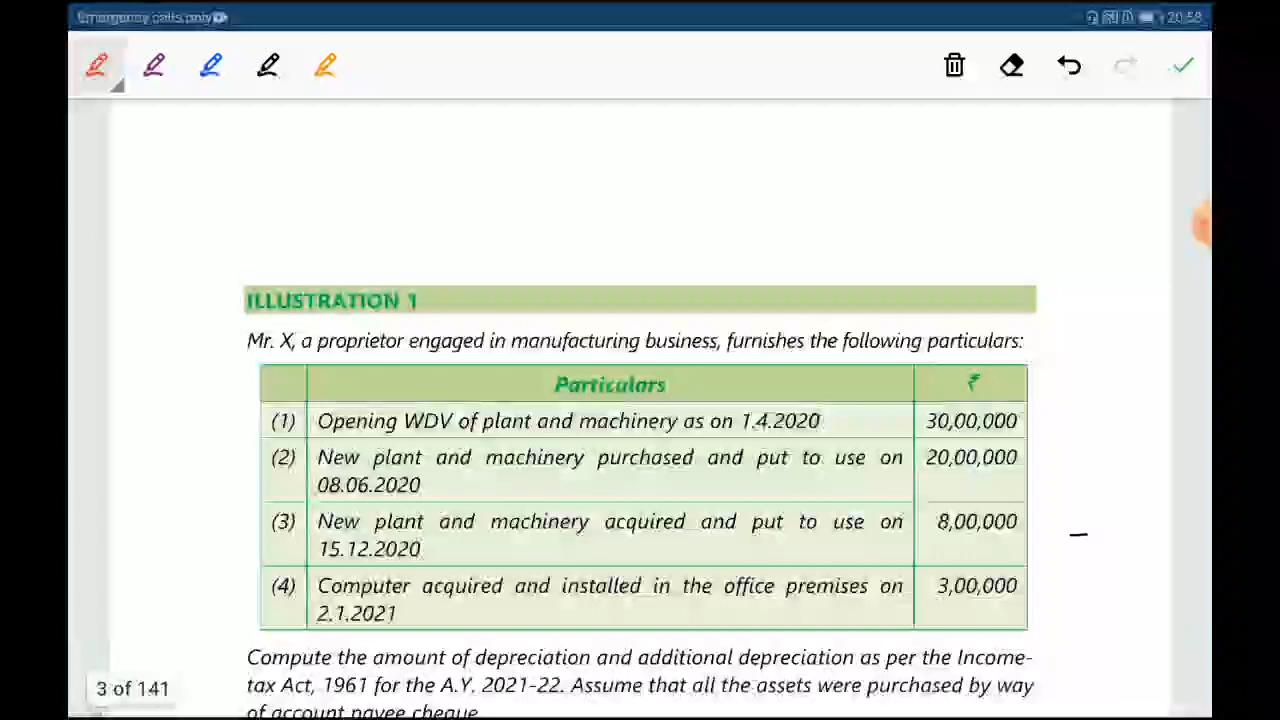 Emergency calls only 20:58
ILLUSTRATION 1
Mr. X, a proprietor engaged in manufacturing business, furnishes the following particulars:
Particulars ₹
(1) Opening WDV of plant and machinery as on 1.4.2020 30,00,000
(2) New plant and machinery purchased and put to use on 20,00,000
08.06.2020
(3) New plant and machinery acquired and put to use on 8,00,000
15.12.2020
(4) Computer acquired and installed in the office premises on 3,00,000
2.1.2021
Compute the amount of depreciation and additional depreciation as per the Income-
tax Act, 1961 for the A.Y. 2021-22. Assume that all the assets were purchased by way
of account payee cheque
3 of 141